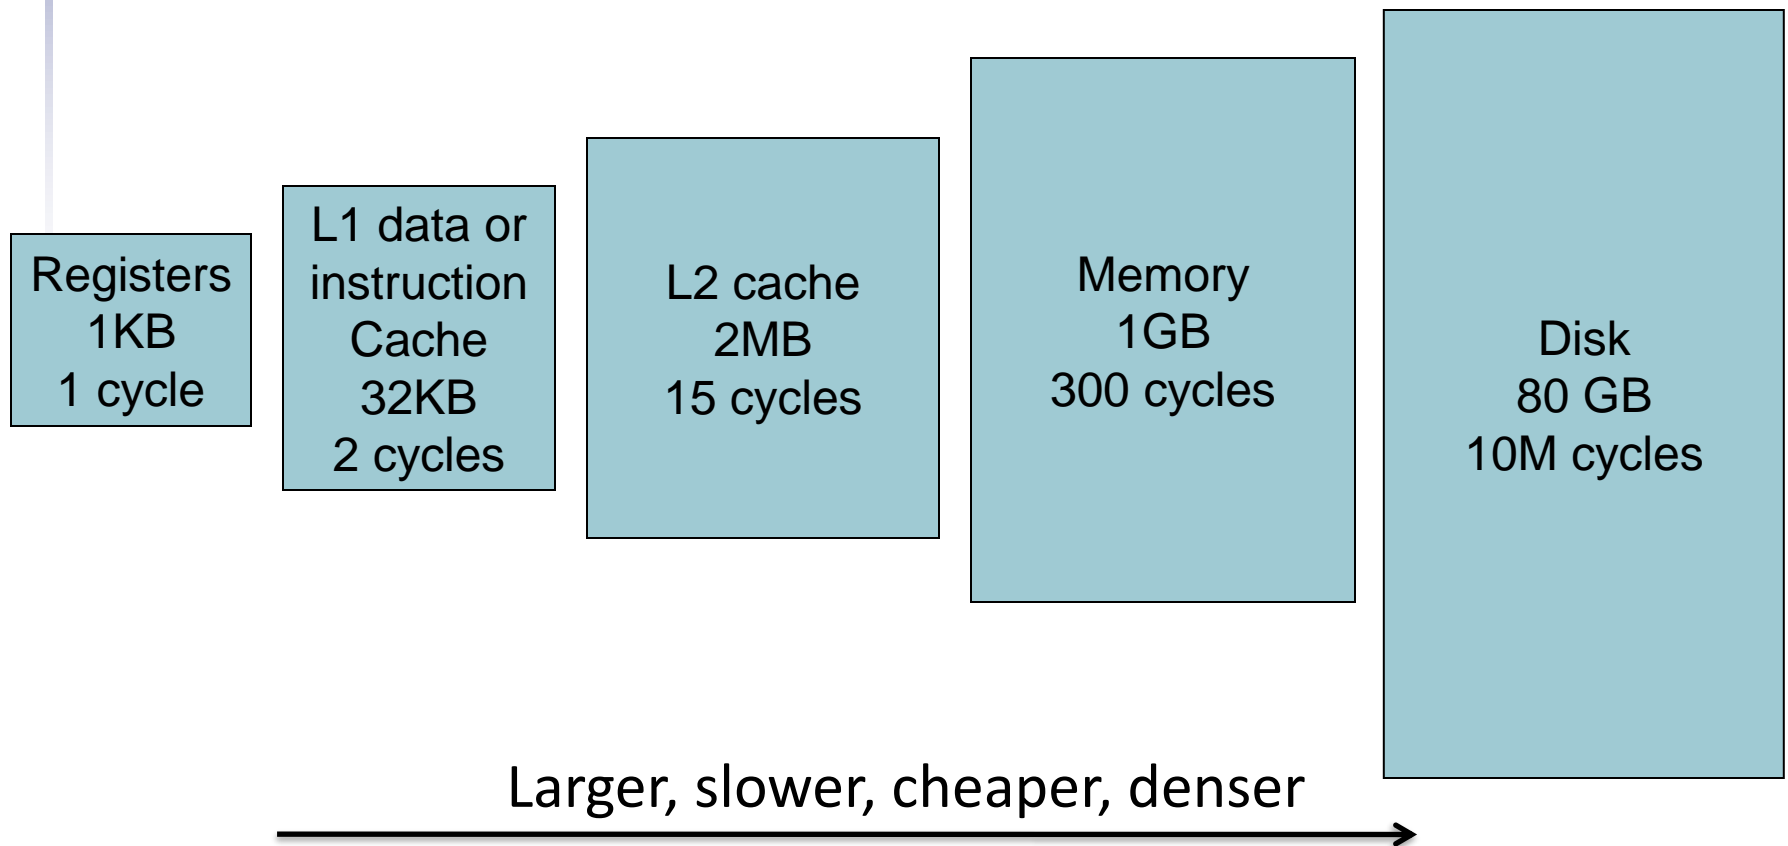 Registers
1KB
1 cycle
L1 data or
instruction
Cache
32KB
2 cycles
L2 cache
2MB
15 cycles
Memory
1GB
300 cycles
Disk
80 GB
10M cycles
Larger, slower, cheaper, denser